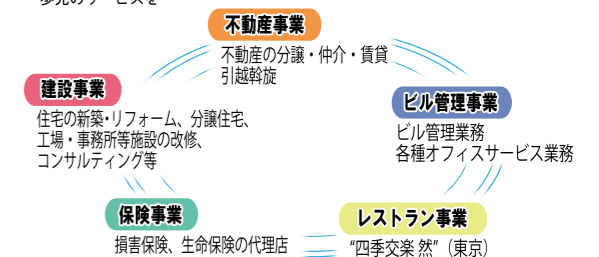 不動産事業
不動産の分譲・仲介・賃貸
引越斡旋
建設事業
住宅の新築・リフォーム、分譲住宅、
工場・事務所等施設の改修、
コンサルティング等
ビル管理事業
ビル管理業務
各種オフィスサービス業務
保険事業
損害保険、生命保険の代理店
レストラン事業
“四季交楽 然”（東京）